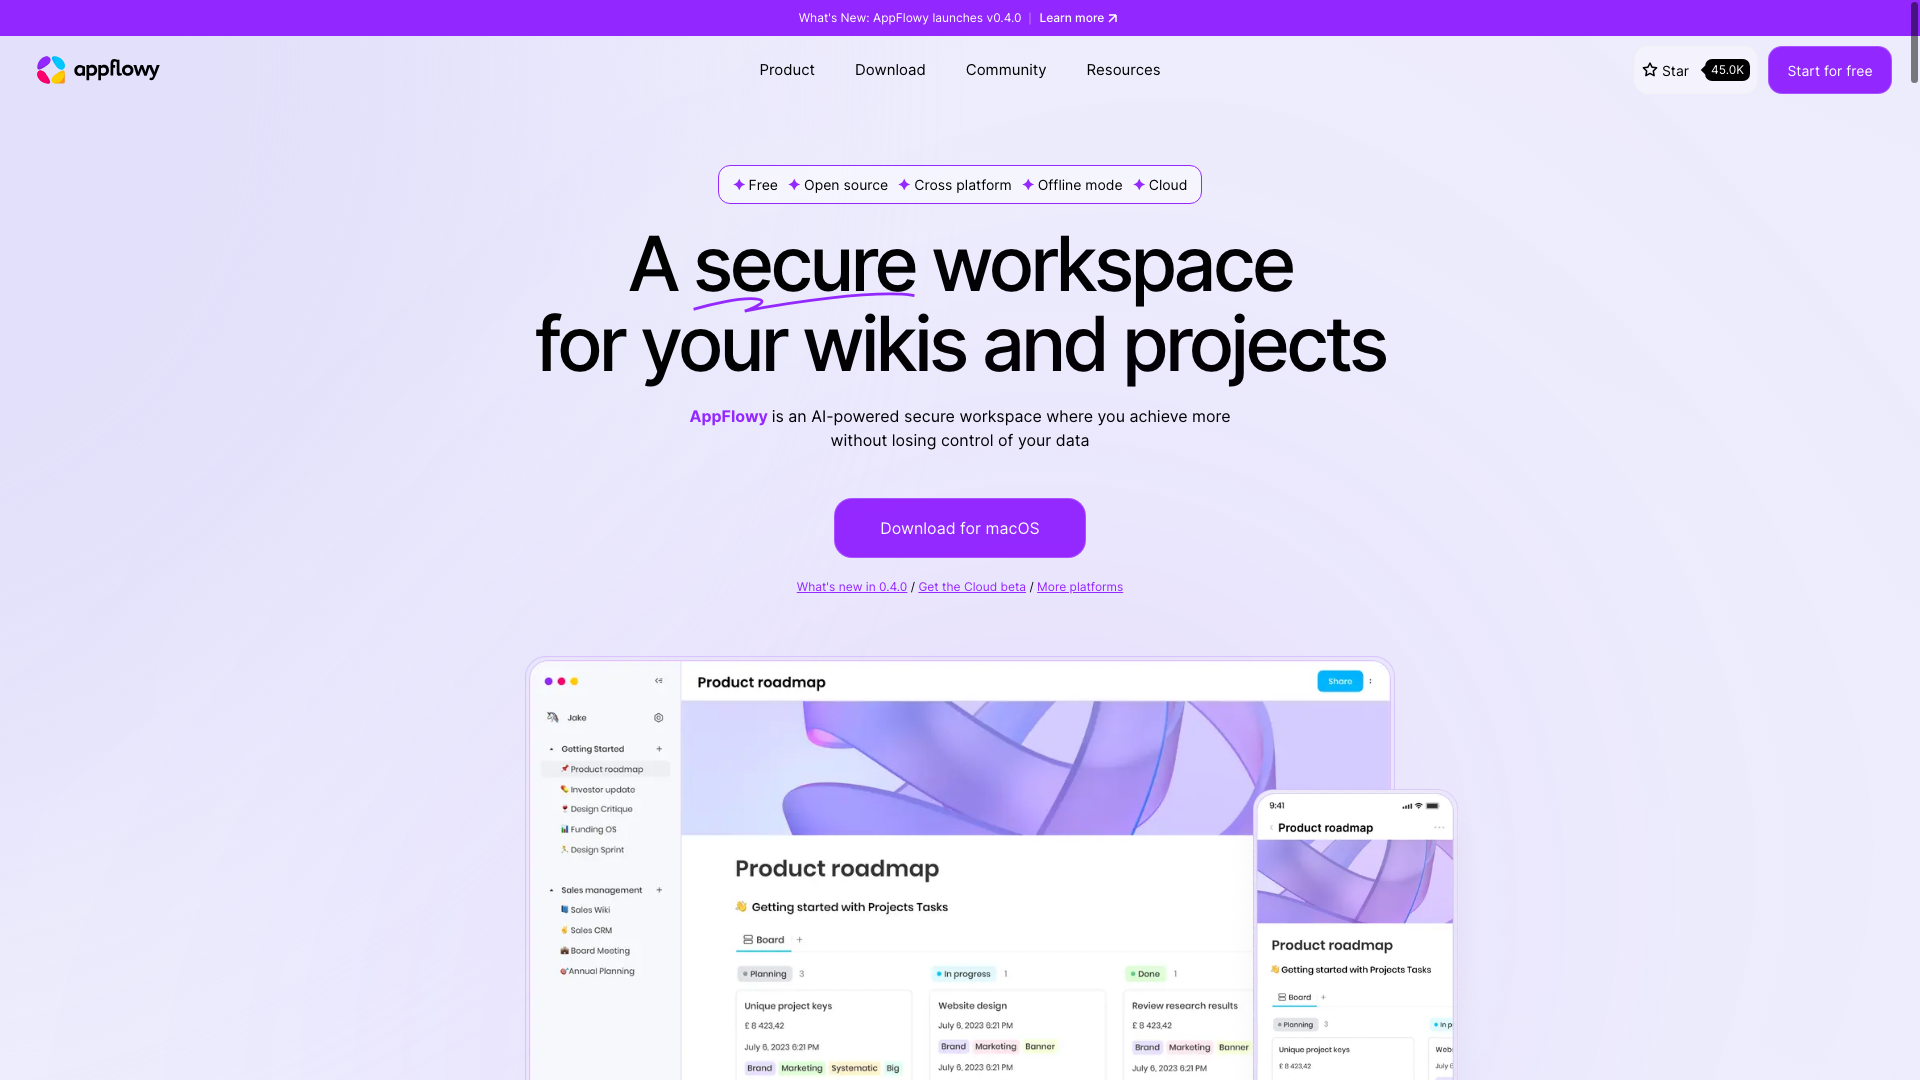 What's New: AppFlowy launches v0.4.0 | Learn more
appflowy
Product Download Community Resources
Star 45.0K Start for free
Free Open source Cross platform Offline mode Cloud
A secure workspace
for your wikis and projects
AppFlowy is an AI-powered secure workspace where you achieve more
without losing control of your data
Download for macOS
What's new in 0.4.0 / Get the Cloud beta / More platforms
Product roadmap
Share
Jake
Getting Started +
Product roadmap
Investor update
Design Critique
Funding OS
Design Sprint
Sales management +
Sales Wiki
Sales CRM
Board Meeting
Annual Planning
Product roadmap
Getting started with Projects Tasks
Board +
Planning 3
Unique project keys
£ 8 423,42
July 6, 2023 6:21 PM
Brand Marketing Systematic Big
In progress 1
Website design
July 6, 2023 6:21 PM
Brand Marketing Banner
July 6, 2023 6:21 PM
Done 1
Review research results
£ 8 423,42
Brand Marketing Banner
July 6, 2023 6:21 PM
9:41
Product roadmap
Product roadmap
Getting started with Projects Tasks
Board +
Planning 3
In p
Unique project keys
£ 8 423,42
Web
July 6